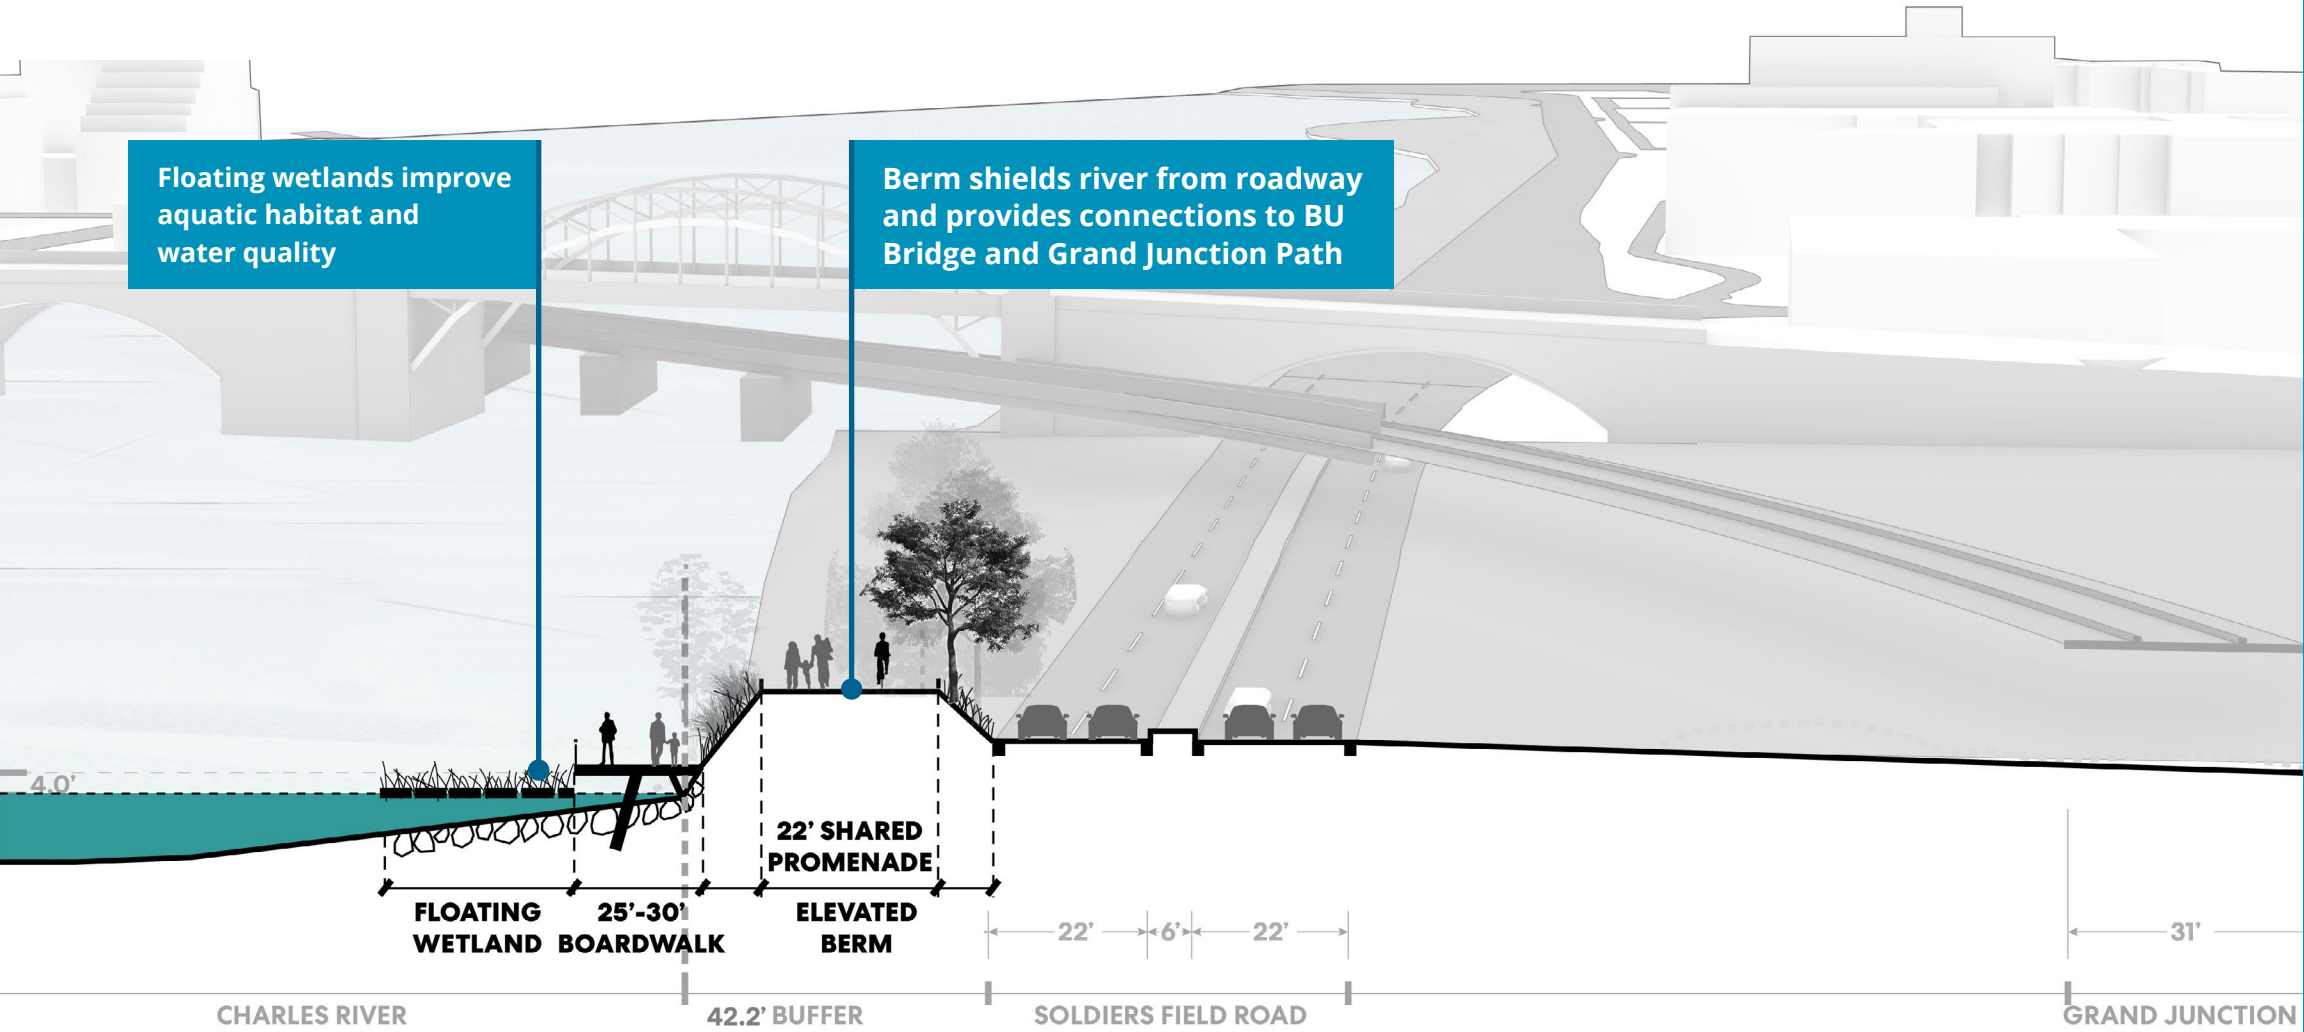 Floating wetlands improve
aquatic habitat and
water quality
Berm shields river from roadway
and provides connections to BU
Bridge and Grand Junction Path
4.0'
22' SHARED
PROMENADE
FLOATING
WETLAND
25'-30'
BOARDWALK
ELEVATED
BERM
22'
6'
22'
31'
CHARLES RIVER
42.2' BUFFER
SOLDIERS FIELD ROAD
GRAND JUNCTION